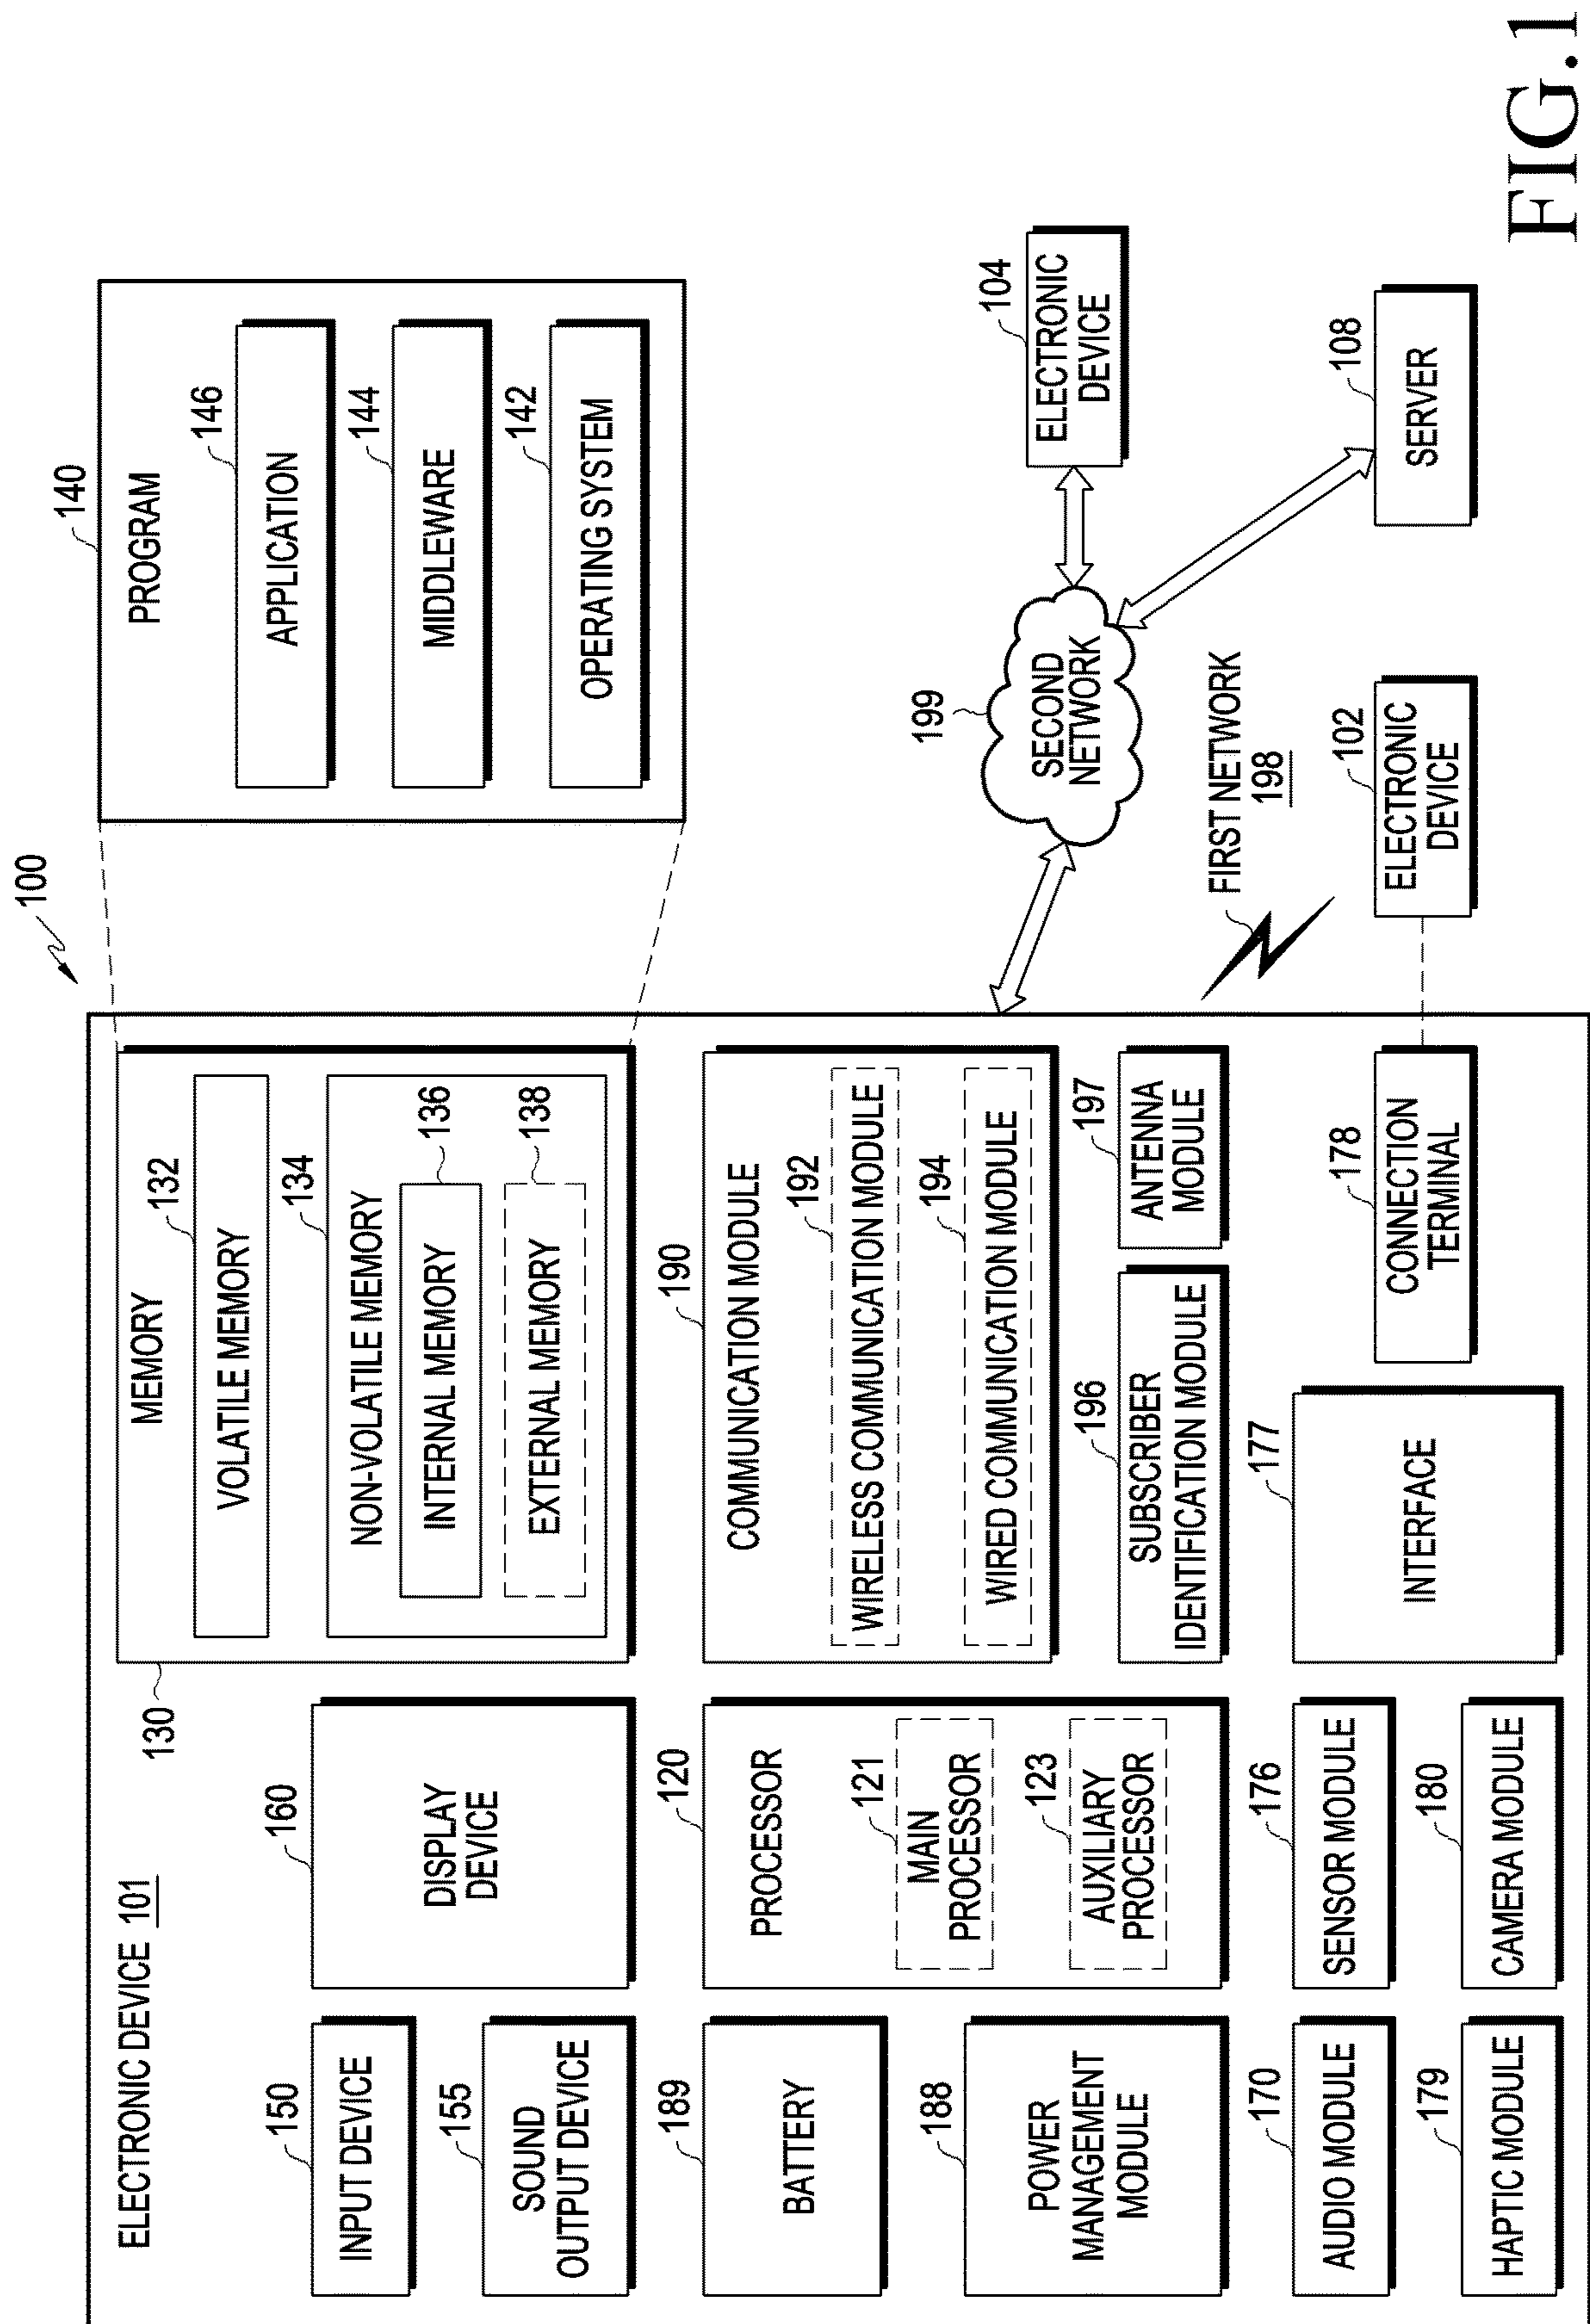 100
ELECTRONIC DEVICE 101
INPUT DEVICE
150
SOUND
OUTPUT DEVICE
155
BATTERY
189
POWER
MANAGEMENT
MODULE
188
AUDIO MODULE
170
HAPTIC MODULE
179
DISPLAY
DEVICE
160
PROCESSOR
120
MAIN
PROCESSOR
121
AUXILIARY
PROCESSOR
123
SENSOR MODULE
176
CAMERA MODULE
180
130
MEMORY
VOLATILE MEMORY
132
NON-VOLATILE MEMORY
134
INTERNAL MEMORY
136
EXTERNAL MEMORY
138
COMMUNICATION MODULE
190
WIRELESS COMMUNICATION MODULE
192
WIRED COMMUNICATION MODULE
194
SUBSCRIBER
IDENTIFICATION MODULE
196
ANTENNA
MODULE
197
INTERFACE
177
CONNECTION
TERMINAL
178
140
PROGRAM
APPLICATION
146
MIDDLEWARE
144
OPERATING SYSTEM
142
199
SECOND
NETWORK
ELECTRONIC
DEVICE
104
FIRST NETWORK
198
ELECTRONIC
DEVICE
102
SERVER
108
FIG.1